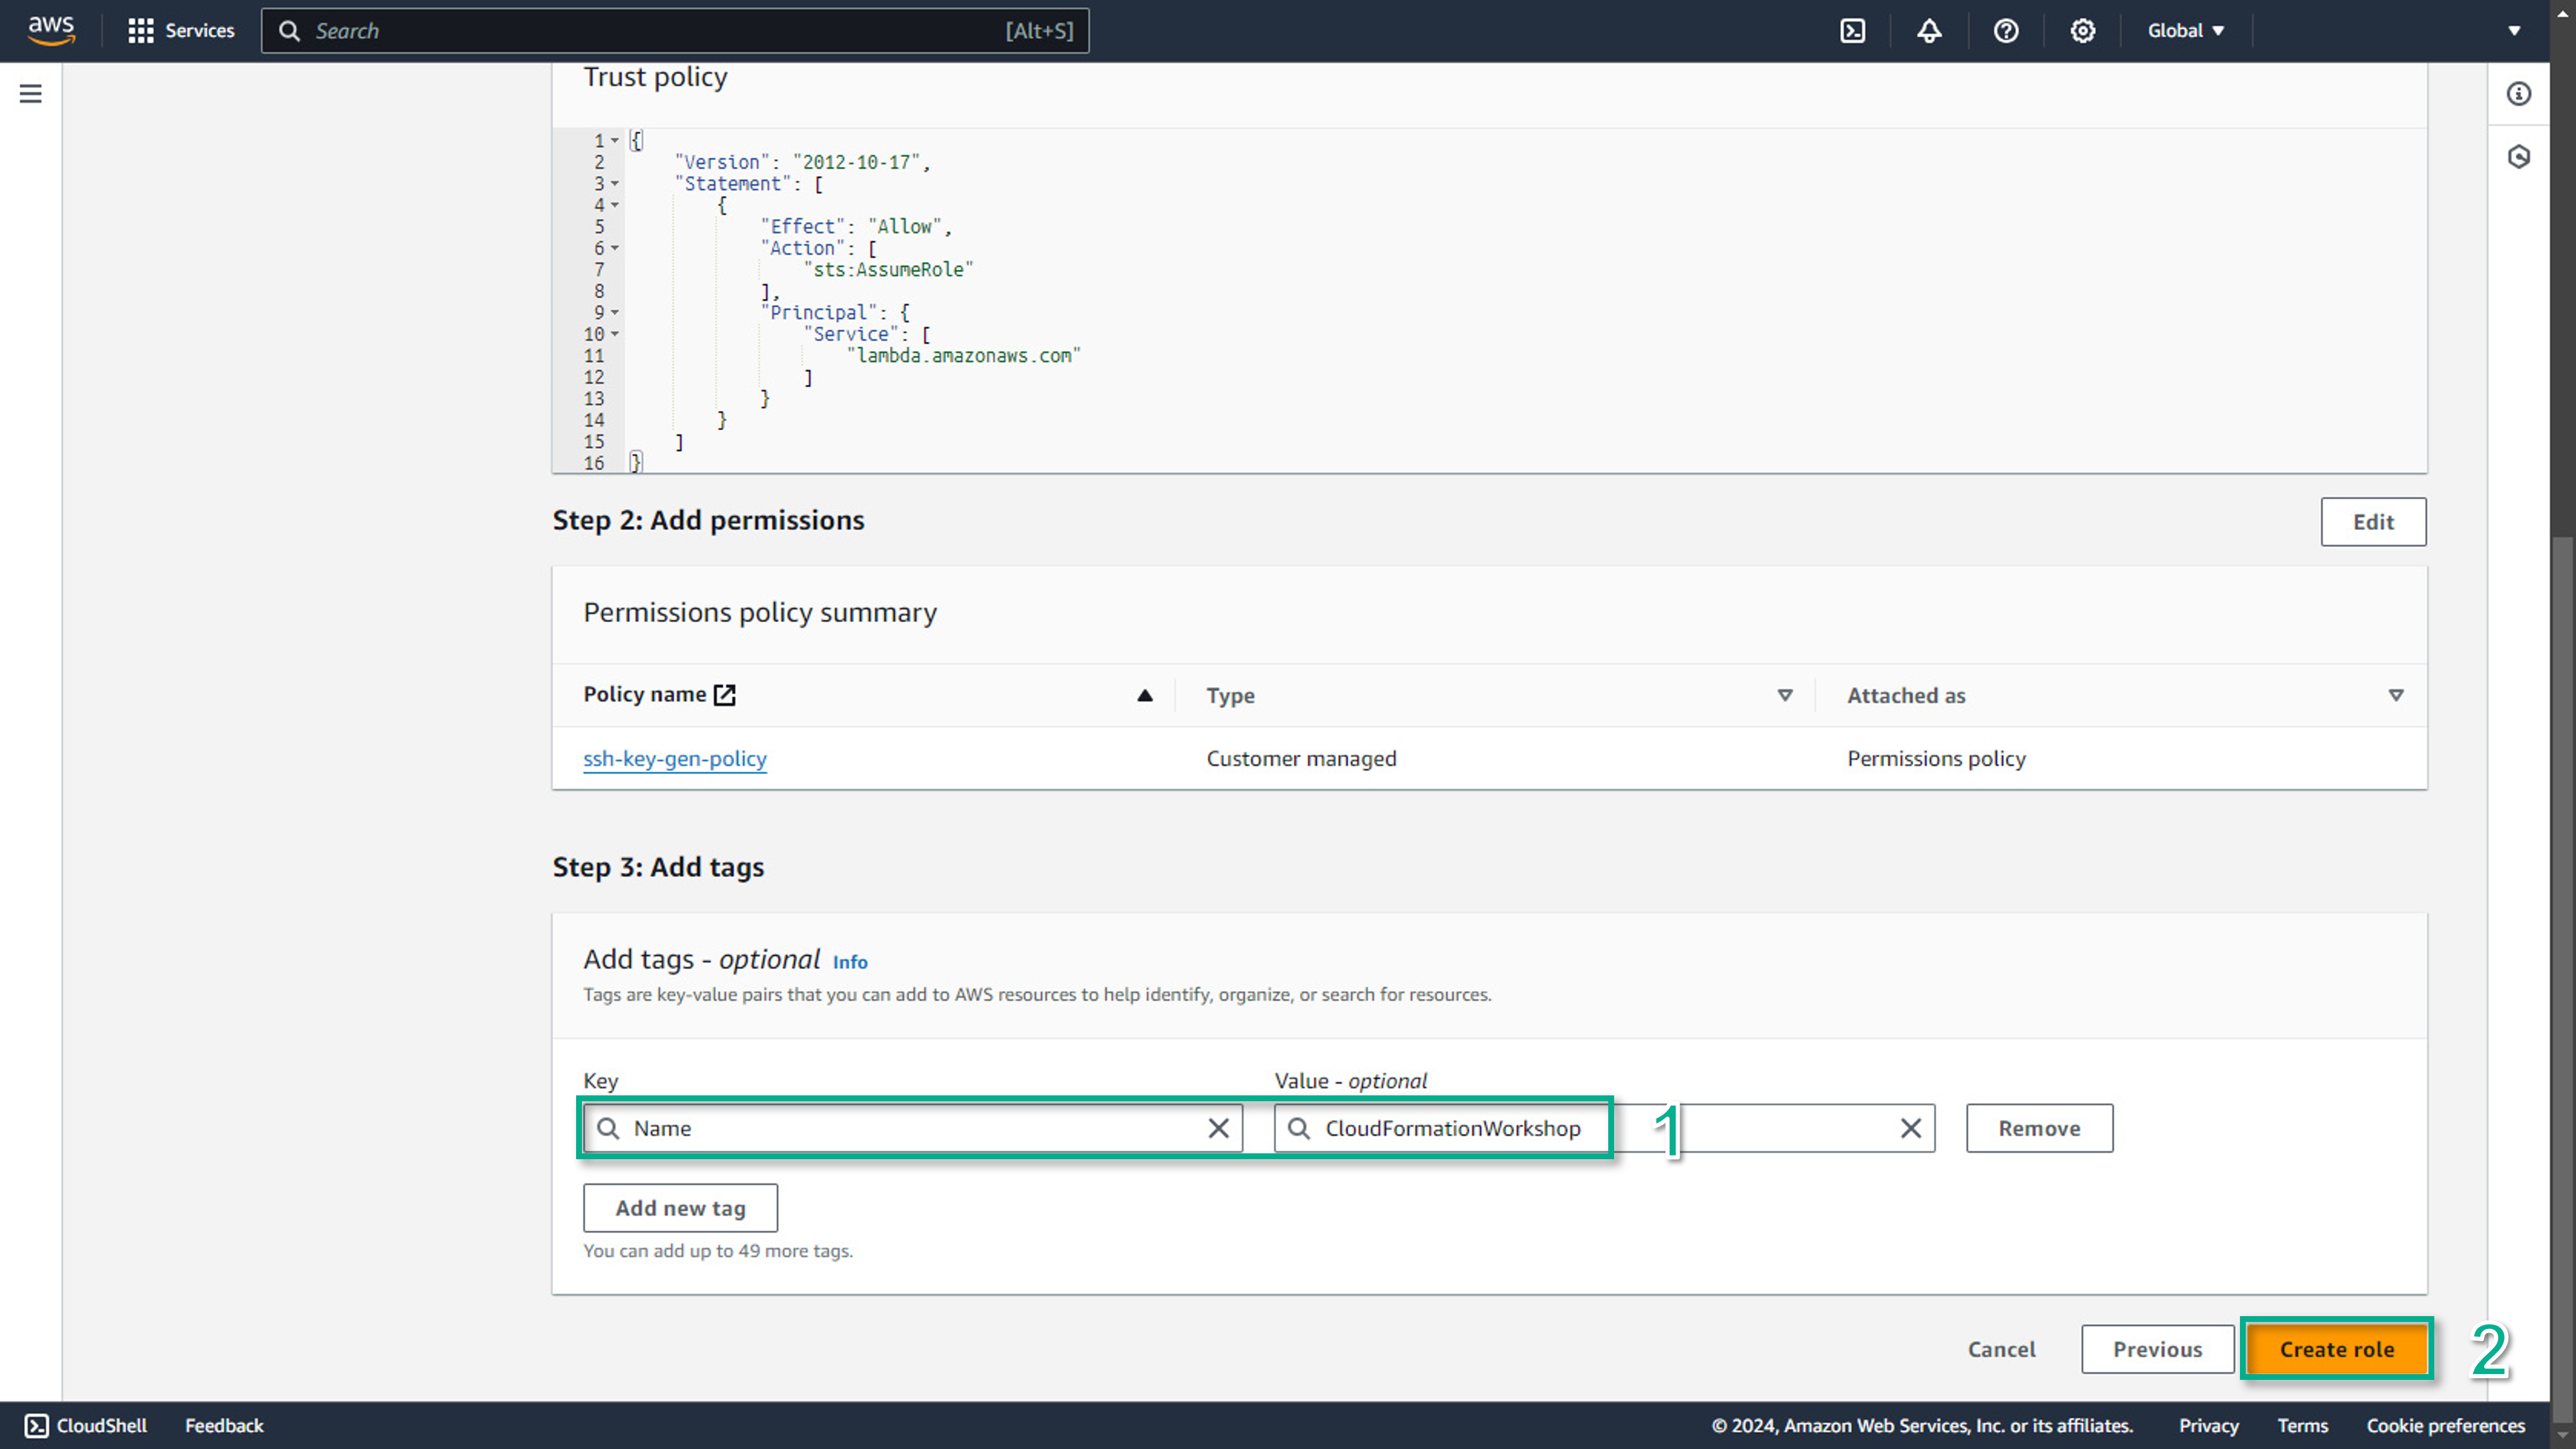 aws
Services
Search
[Alt+S]
Global
Trust policy
1 {
2 "Version": "2012-10-17",
3 "Statement": [
4 {
5 "Effect": "Allow",
6 "Action": [
7 "sts:AssumeRole"
8 ],
9 "Principal": {
10 "Service": [
11 "lambda.amazonaws.com"
12 ]
13 }
14 }
15 ]
16 }
Step 2: Add permissions
Edit
Permissions policy summary
Policy name
Type
Attached as
ssh-key-gen-policy
Customer managed
Permissions policy
Step 3: Add tags
Add tags - optional Info
Tags are key-value pairs that you can add to AWS resources to help identify, organize, or search for resources.
Key
Value - optional
Name
CloudFormationWorkshop
1
Remove
Add new tag
You can add up to 49 more tags.
Cancel
Previous
Create role
2
CloudShell
Feedback
© 2024, Amazon Web Services, Inc. or its affiliates.
Privacy
Terms
Cookie preferences